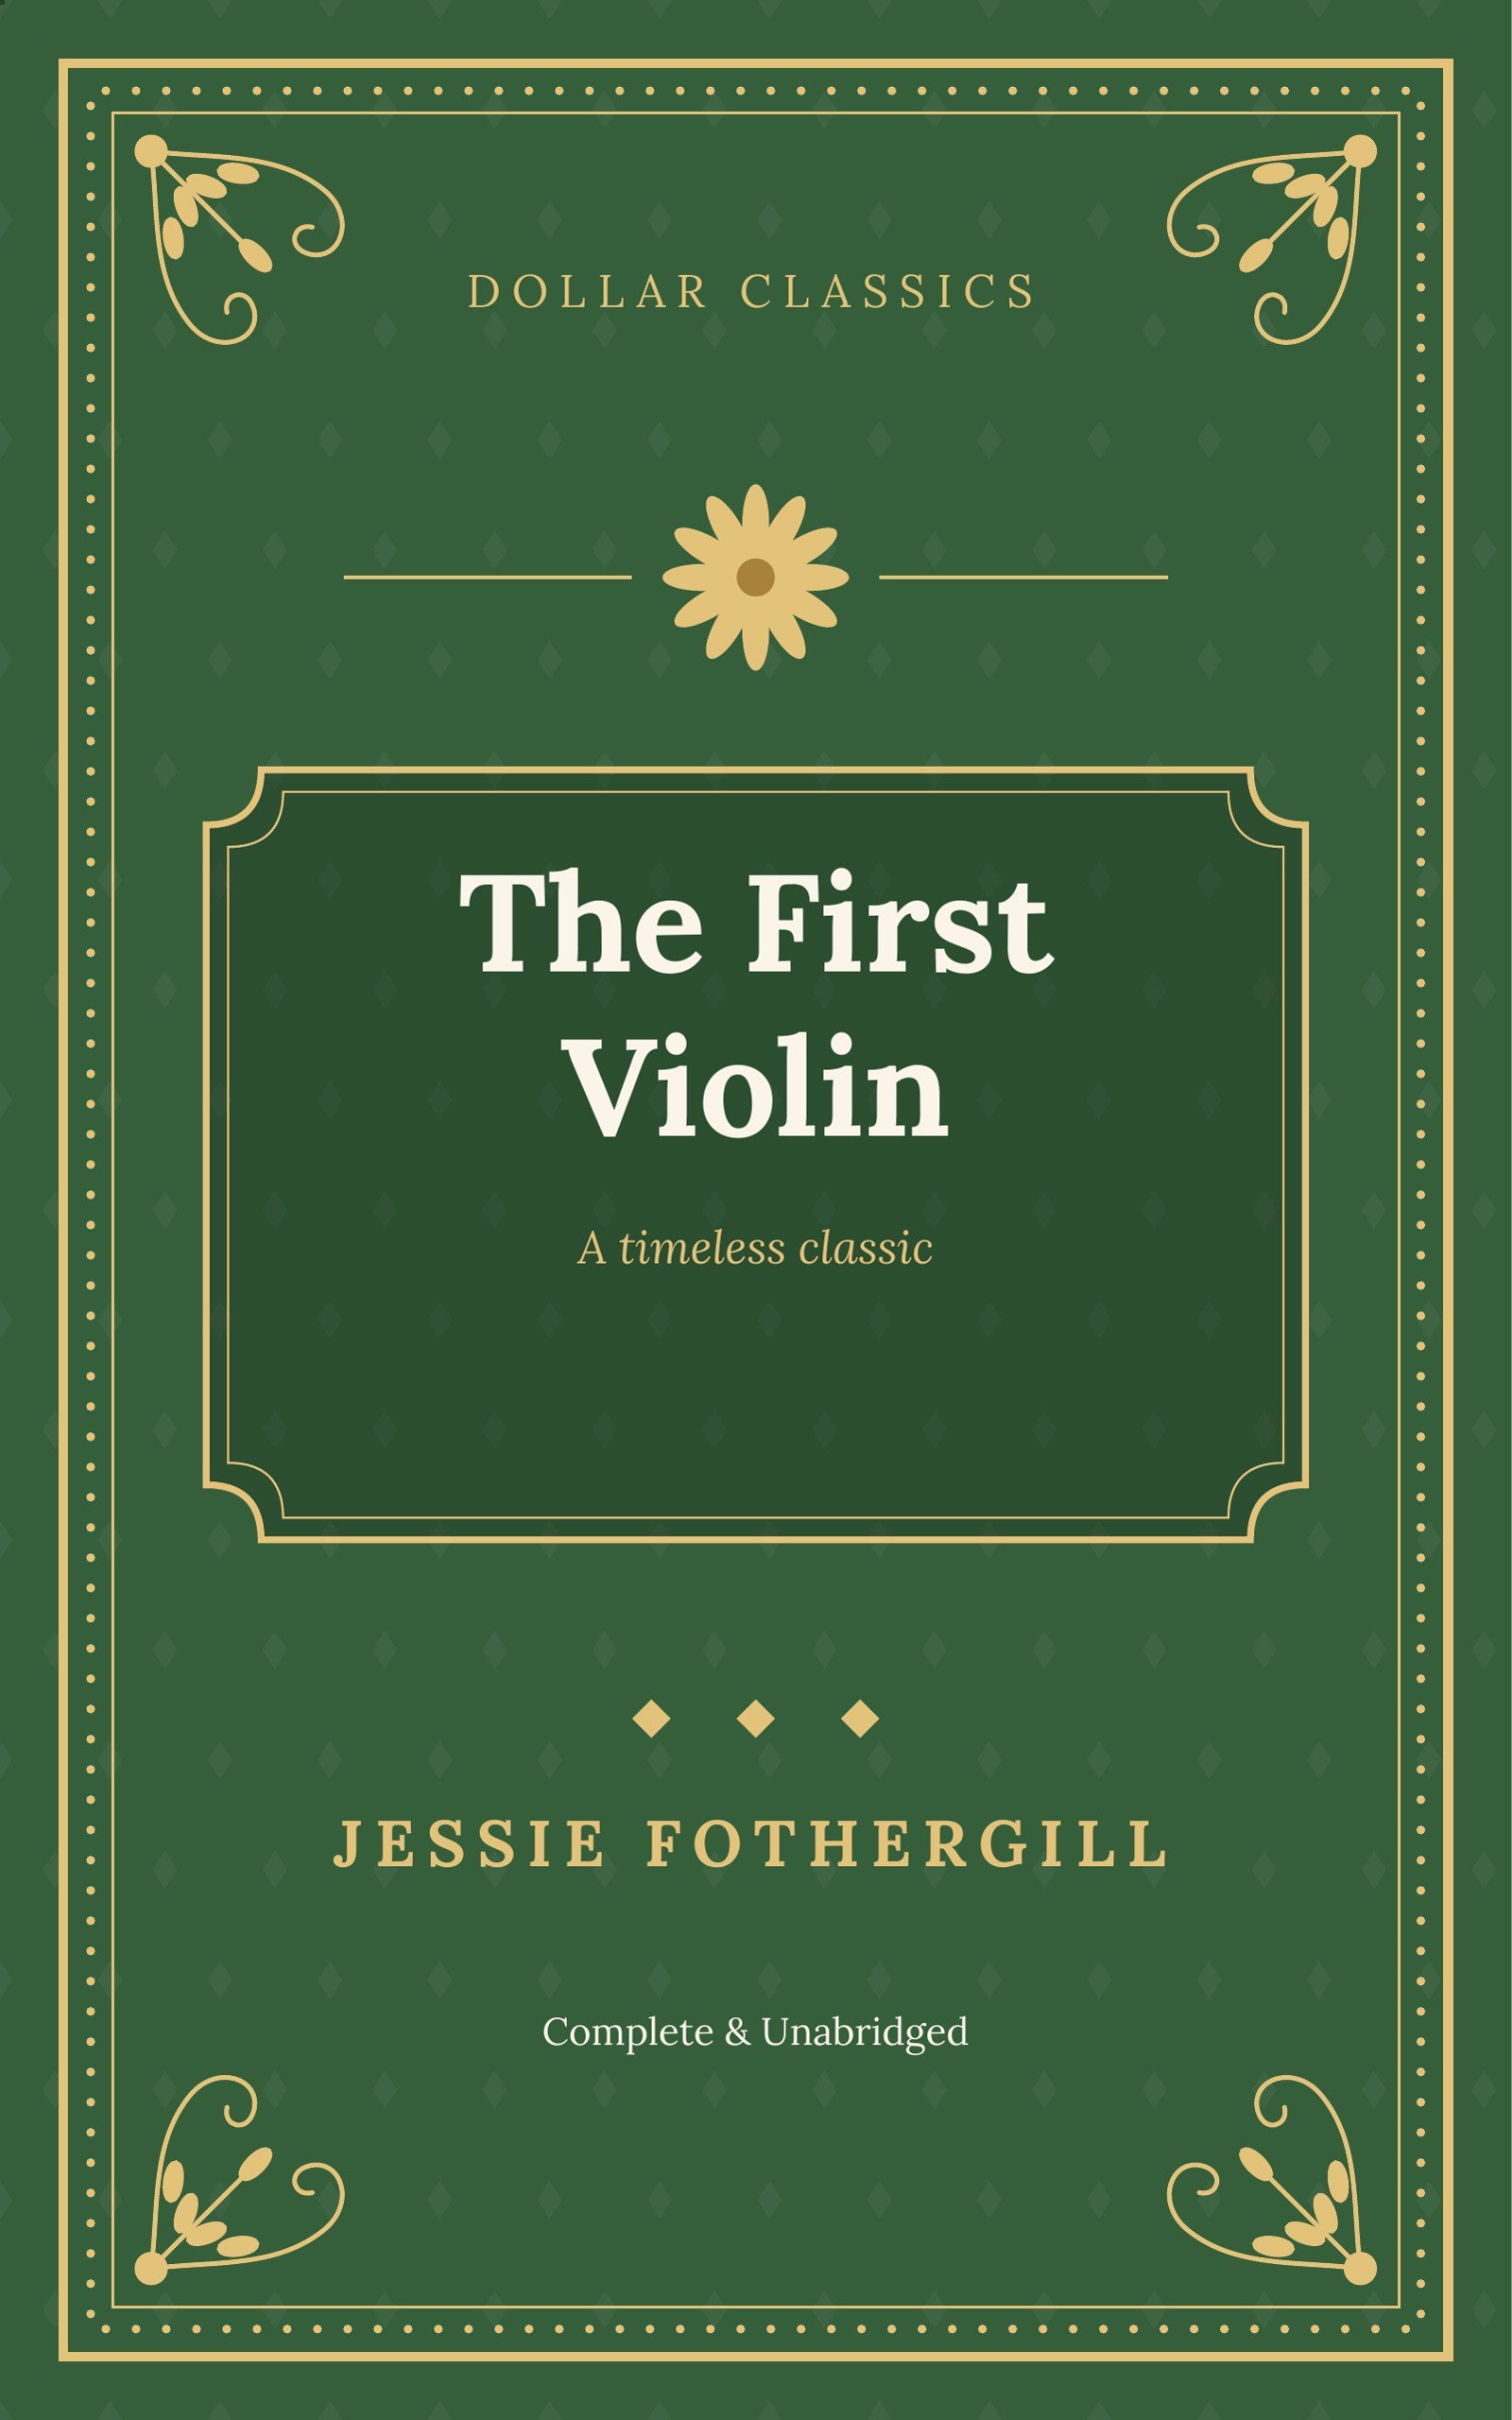 DOLLAR CLASSICS
The First
Violin
A timeless classic
JESSIE FOTHERGILL
Complete & Unabridged